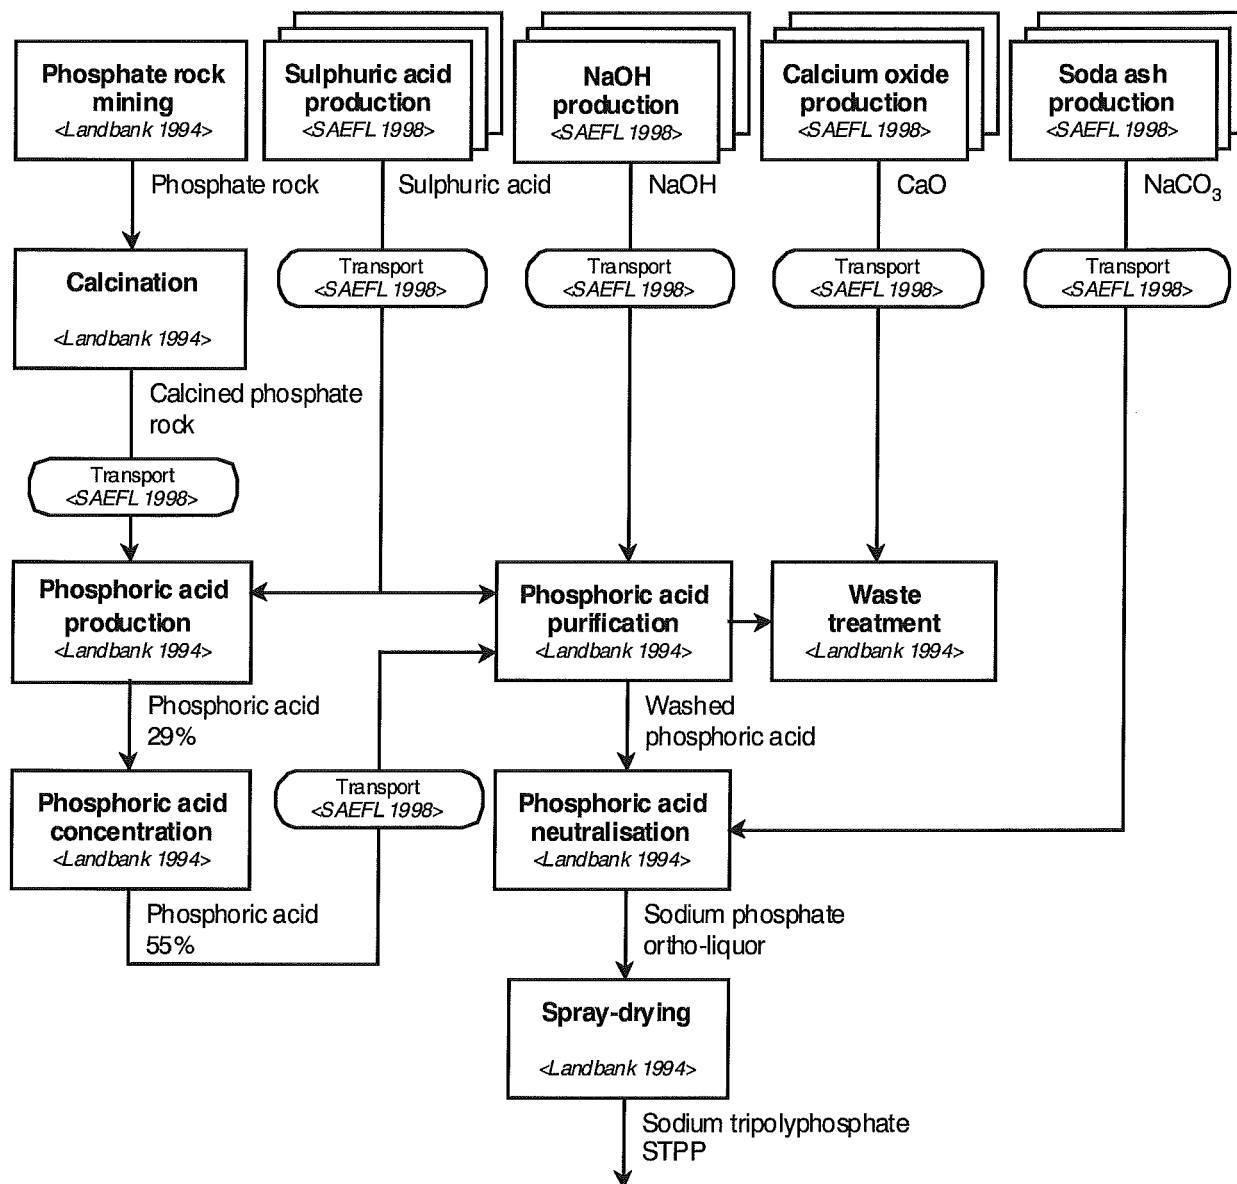 Phosphate rock
mining
<Landbank 1994>
Sulphuric acid
production
<SAEFL 1998>
NaOH
production
<SAEFL 1998>
Calcium oxide
production
<SAEFL 1998>
Soda ash
production
<SAEFL 1998>
Phosphate rock
Sulphuric acid
NaOH
CaO
NaCO₃
Calcination
<Landbank 1994>
Transport
<SAEFL 1998>
Transport
<SAEFL 1998>
Transport
<SAEFL 1998>
Transport
<SAEFL 1998>
Calcined phosphate
rock
Transport
<SAEFL 1998>
Phosphoric acid
production
<Landbank 1994>
Phosphoric acid
purification
<Landbank 1994>
Waste
treatment
<Landbank 1994>
Phosphoric acid
29%
Washed
phosphoric acid
Phosphoric acid
concentration
<Landbank 1994>
Transport
<SAEFL 1998>
Phosphoric acid
neutralisation
<Landbank 1994>
Phosphoric acid
55%
Sodium phosphate
ortho-liquor
Spray-drying
<Landbank 1994>
Sodium tripolyphosphate
STPP